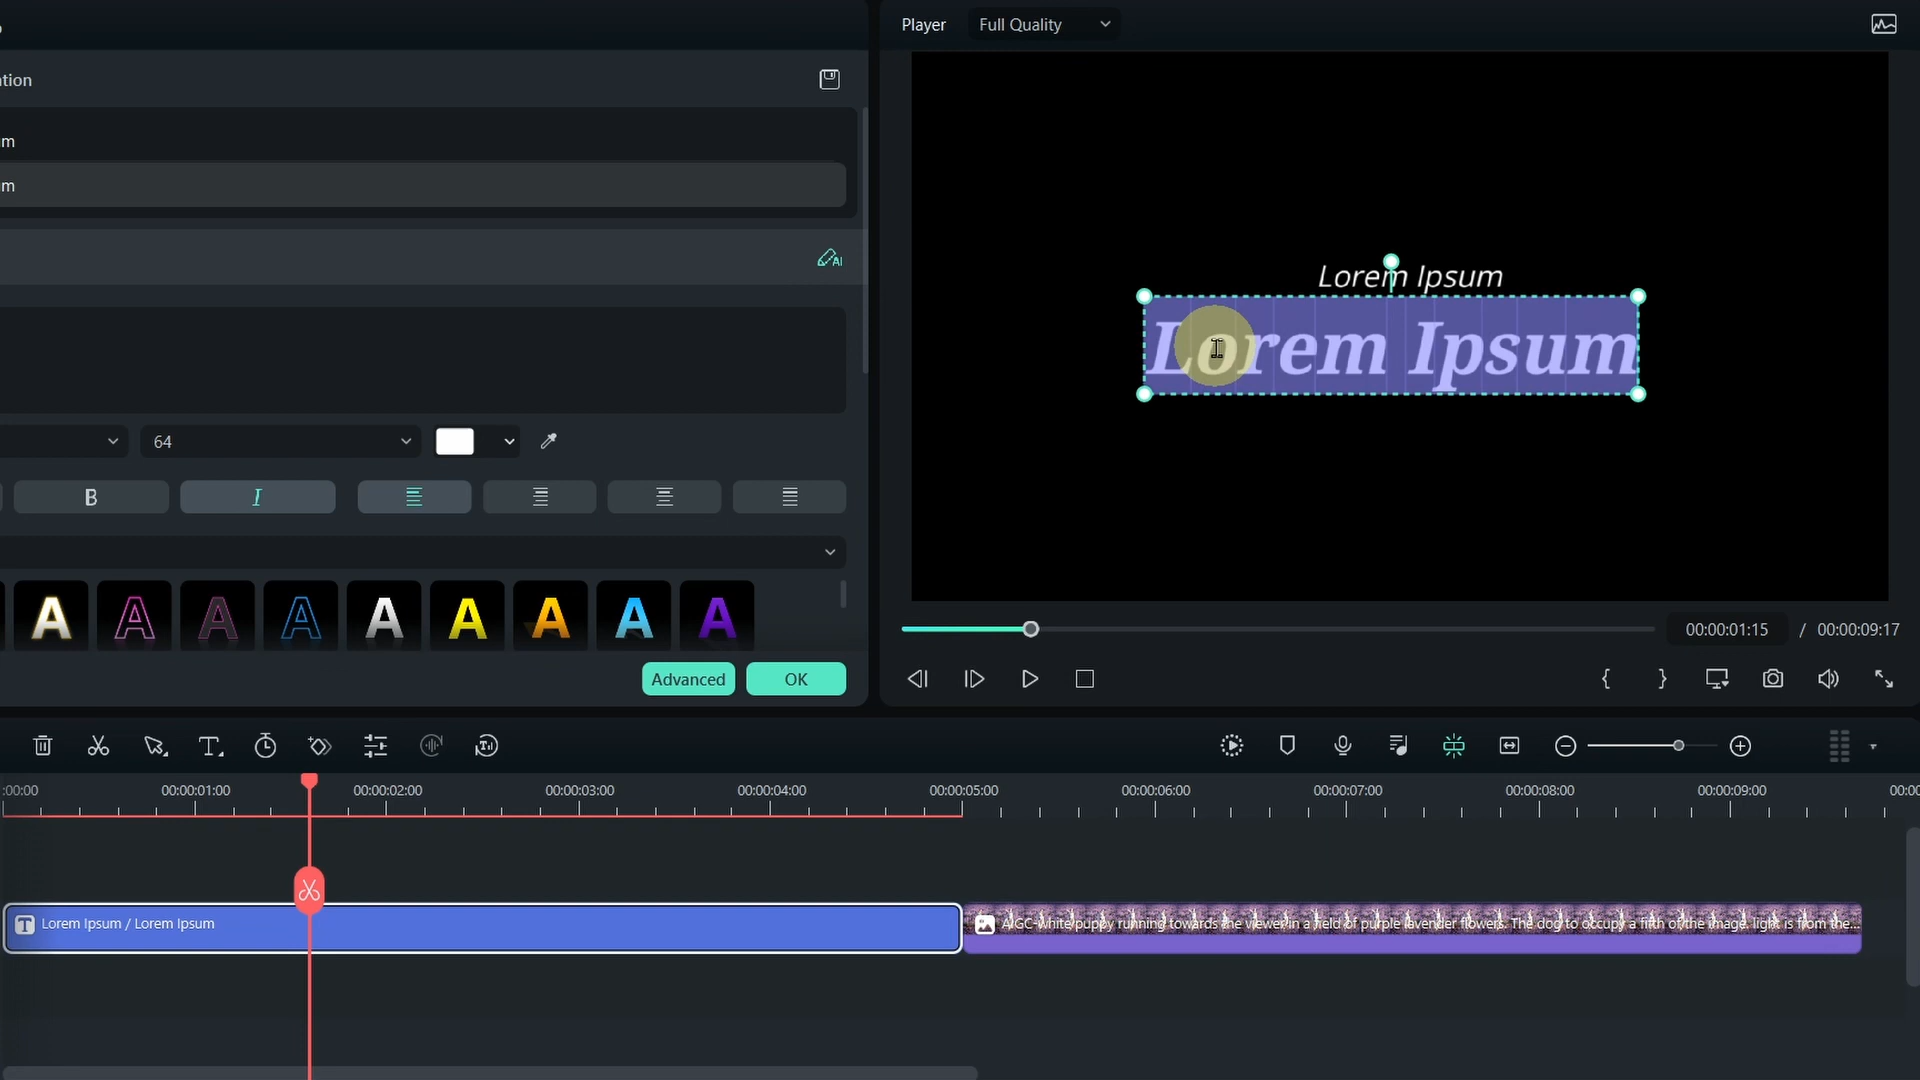 Player
Full Quality
ation
m
m
AI
64
B
I
A A A A A A A A A
Advanced
OK
Lorem Ipsum
Lorem Ipsum
00:00:01:15 / 00:00:09:17
:00:00
00:00:01:00
00:00:02:00
00:00:03:00
00:00:04:00
00:00:05:00
00:00:06:00
00:00:07:00
00:00:08:00
00:00:09:00
00:00
T Lorem Ipsum / Lorem Ipsum
AIGC-white puppy running towards the viewer in a field of purple lavender flowers. The dog to occupy a fifth of the image. light is from the...